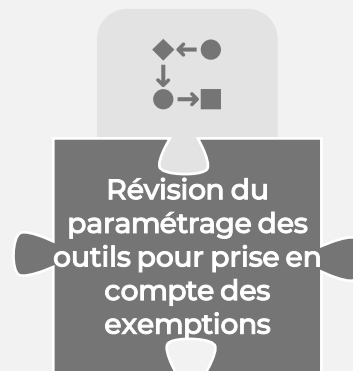 Révision du
paramétrage des
outils pour prise en
compte des
exemptions